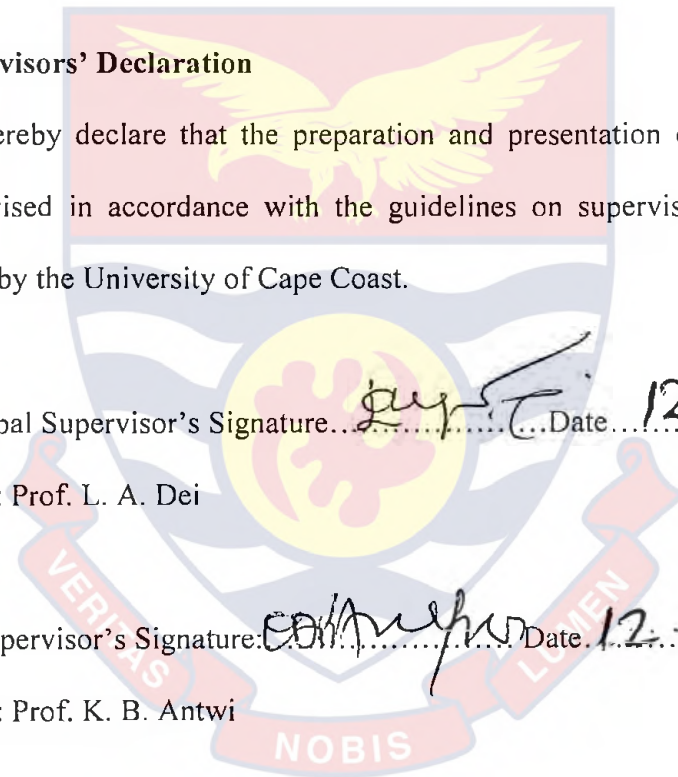 visors' Declaration
ereby declare that the preparation and presentation
ised in accordance with the guidelines on supervis
by the University of Cape Coast.
pal Supervisor's Signature..................Date...12
: Prof. L. A. Dei
pervisor's Signature:..................Date.12.
: Prof. K. B. Antwi
VERITAS
NOBIS
LUMEN